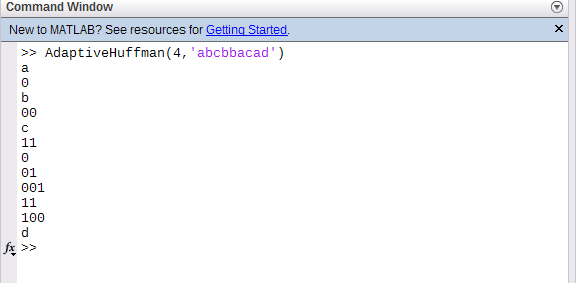 Command Window
New to MATLAB? See resources for Getting Started.
>> AdaptiveHuffman(4,'abcbbacad')
a
0
b
00
c
11
0
01
001
11
100
d
fx >>